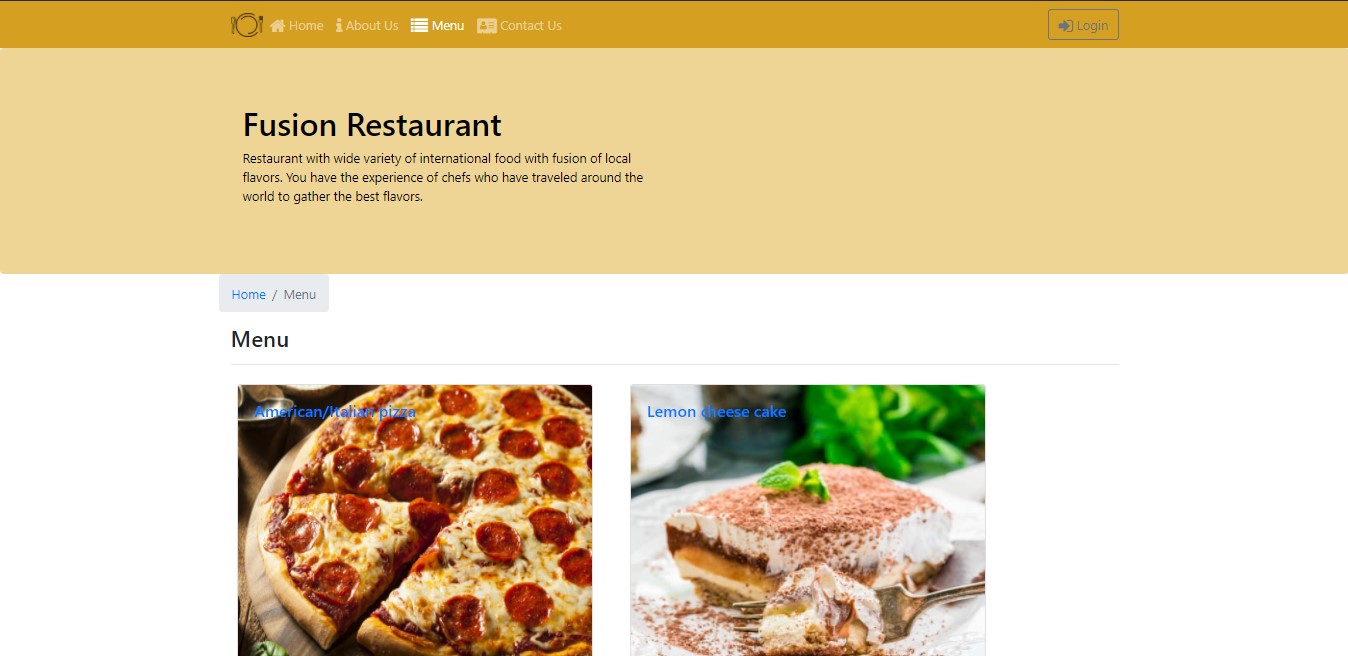 Home About Us Menu Contact Us Login
Fusion Restaurant
Restaurant with wide variety of international food with fusion of local
flavors. You have the experience of chefs who have traveled around the
world to gather the best flavors.
Home / Menu
Menu
American/Italian pizza
Lemon cheese cake